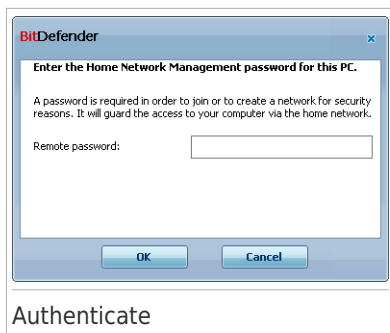 BitDefender
Enter the Home Network Management password for this PC.
A password is required in order to join or to create a network for security
reasons. It will guard the access to your computer via the home network.
Remote password:
OK Cancel
Authenticate